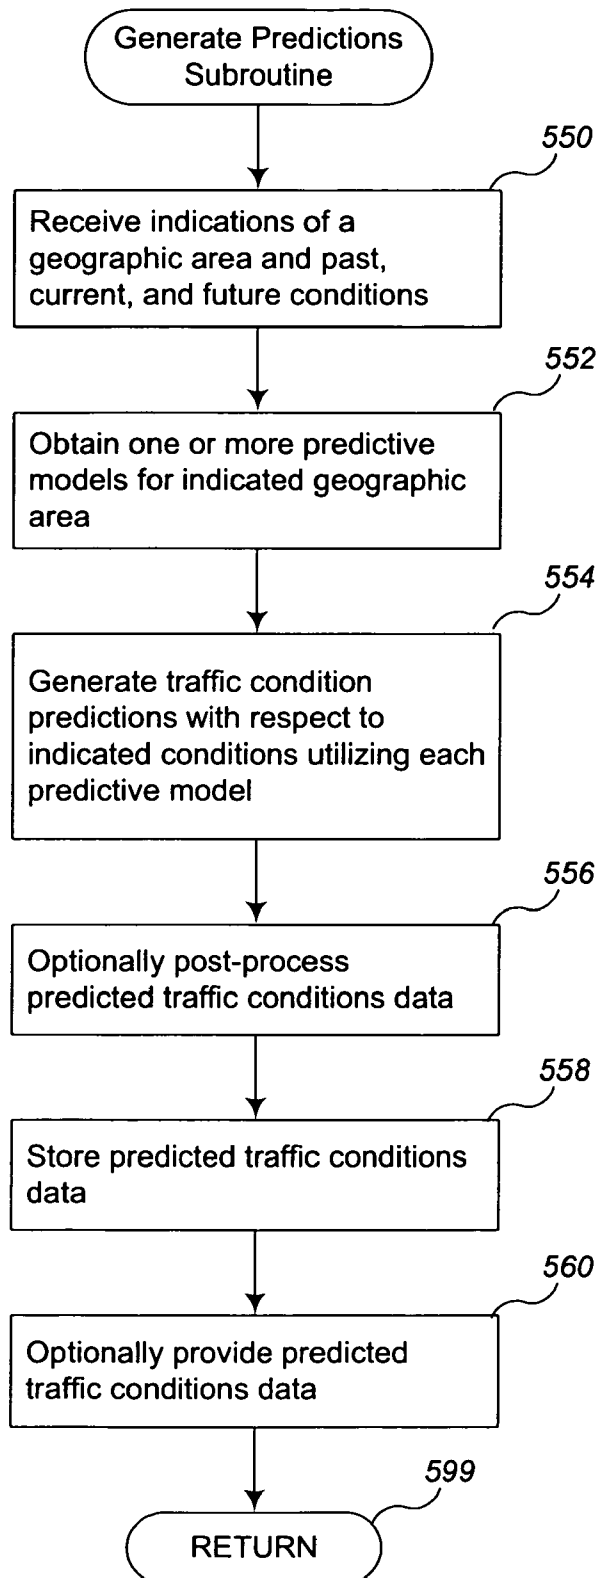 Generate Predictions
Subroutine
550
Receive indications of a
geographic area and past,
current, and future conditions
552
Obtain one or more predictive
models for indicated geographic
area
554
Generate traffic condition
predictions with respect to
indicated conditions utilizing each
predictive model
556
Optionally post-process
predicted traffic conditions data
558
Store predicted traffic conditions
data
560
Optionally provide predicted
traffic conditions data
599
RETURN